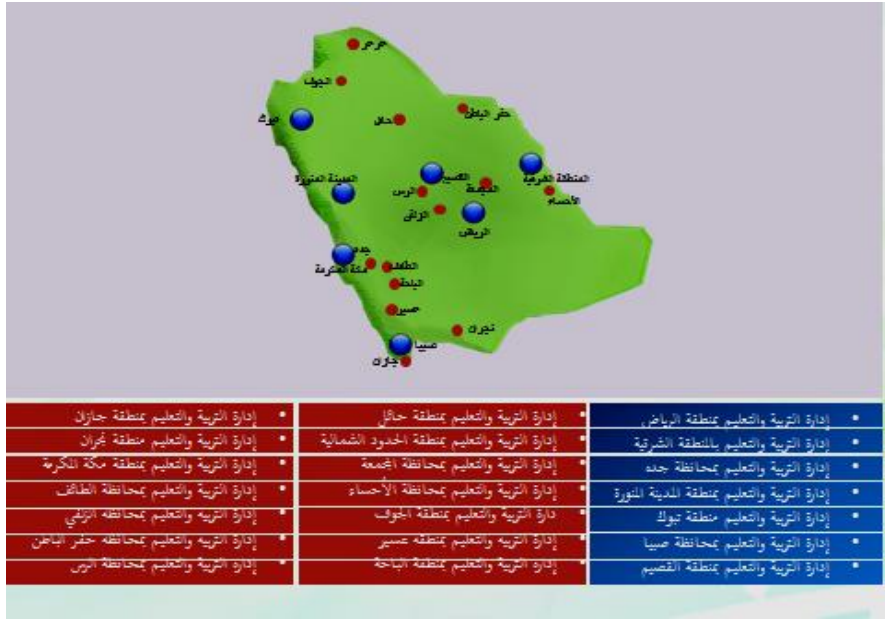 عرعر
الجوف
تبوك
حائل
حفر الباطن
المدينة المنورة
القصيم
المجمعة
المنطقة الشرقية
الرس
الأحساء
الزلفي
الرياض
جده
مكة المكرمة
الطائف
الباحة
عسير
نجران
صبيا
جازان
إدارة التربية والتعليم بمنطقة الرياض
إدارة التربية والتعليم بالمنطقة الشرقية
إدارة التربية والتعليم بمحافظة جده
إدارة التربية والتعليم بمنطقة المدينة المنورة
إدارة التربية والتعليم منطقة تبوك
إدارة التربية والتعليم بمحافظة صبيا
إدارة التربية والتعليم بمنطقة القصيم
إدارة التربية والتعليم بمنطقة حائل
إدارة التربية والتعليم بمنطقة الحدود الشمالية
إدارة التربية والتعليم بمحافظة المجمعة
إدارة التربية والتعليم بمحافظة الأحساء
دارة التربية والتعليم بمنطقة الجوف
إدارة التربية والتعليم بمنطقة عسير
إدارة التربية والتعليم بمنطقة الباحة
إدارة التربية والتعليم بمنطقة جازان
إدارة التربية والتعليم منطقة نجران
إدارة التربية والتعليم بمنطقة مكة المكرمة
إدارة التربية والتعليم بمحافظة الطائف
إدارة التربية والتعليم بمحافظة الزلفي
إدارة التربية والتعليم بمحافظة حفر الباطن
إدارة التربية والتعليم بمحافظة الرس